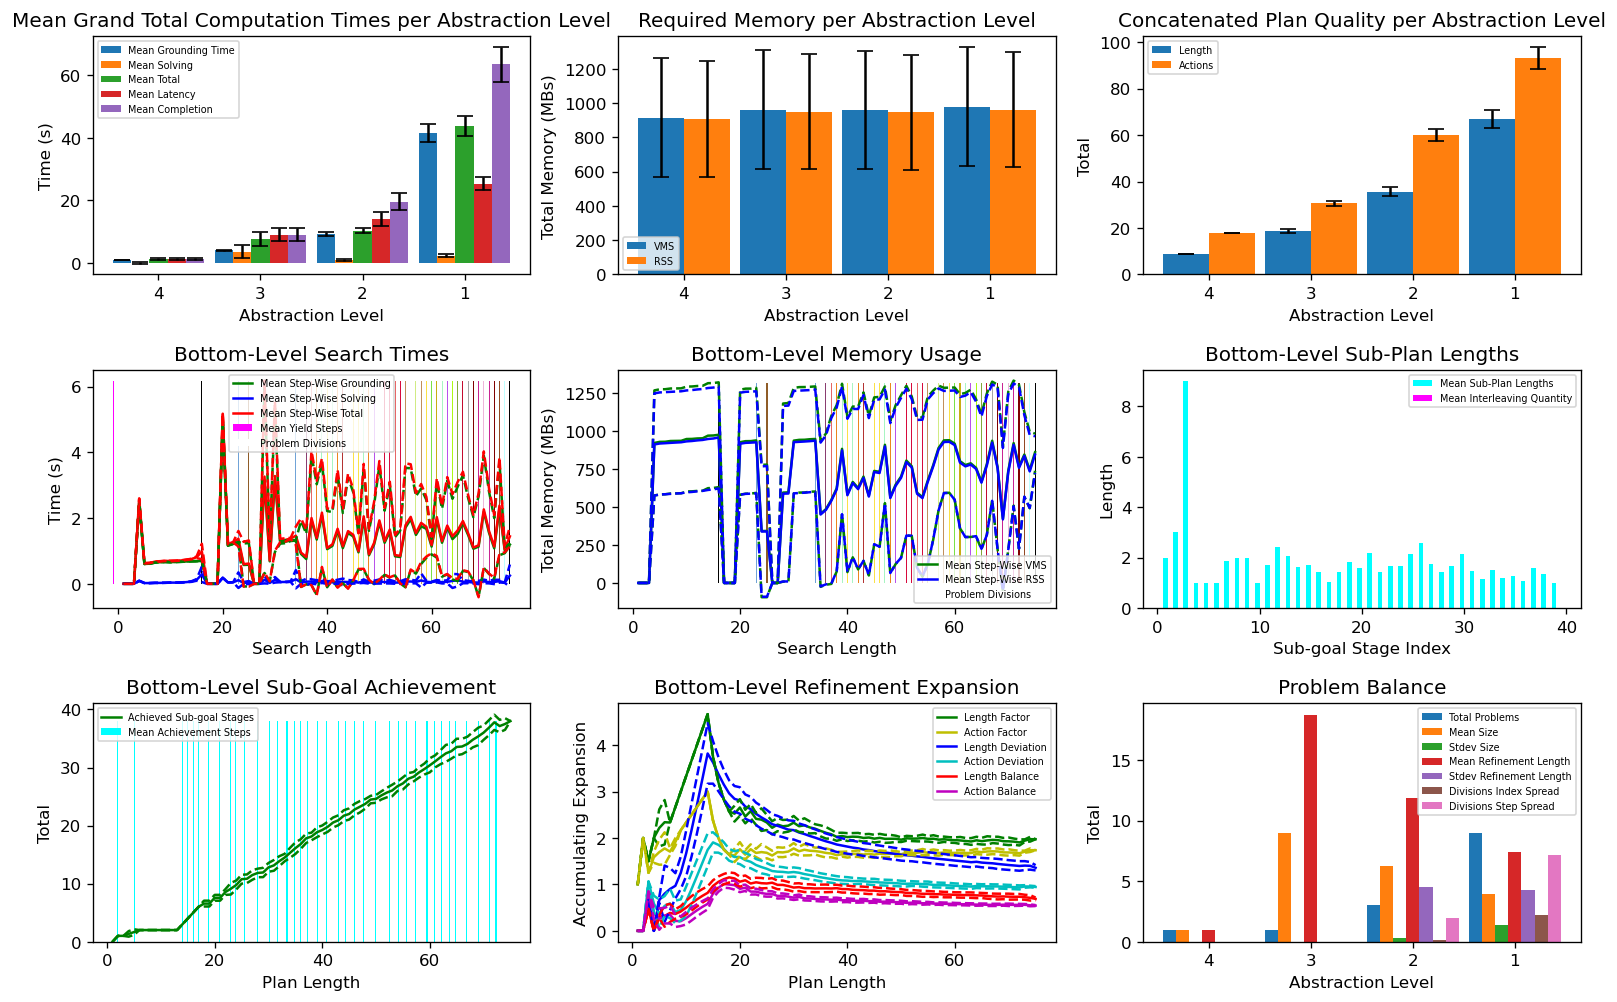 Mean Grand Total Computation Times per Abstraction Level
Time (s)
60
40
20
0
Mean Grounding Time
Mean Solving
Mean Total
Mean Latency
Mean Completion
4 3 2 1
Abstraction Level
Required Memory per Abstraction Level
Total Memory (MBs)
1200
1000
800
600
400
200
0
VMS
RSS
4 3 2 1
Abstraction Level
Concatenated Plan Quality per Abstraction Level
Total
100
80
60
40
20
0
Length
Actions
4 3 2 1
Abstraction Level
Bottom-Level Search Times
Time (s)
6
4
2
0
Mean Step-Wise Grounding
Mean Step-Wise Solving
Mean Step-Wise Total
Mean Yield Steps
Problem Divisions
0 20 40 60
Search Length
Bottom-Level Memory Usage
Total Memory (MBs)
1250
1000
750
500
250
0
Mean Step-Wise VMS
Mean Step-Wise RSS
Problem Divisions
0 20 40 60
Search Length
Bottom-Level Sub-Plan Lengths
Length
8
6
4
2
0
Mean Sub-Plan Lengths
Mean Interleaving Quantity
0 10 20 30 40
Sub-goal Stage Index
Bottom-Level Sub-Goal Achievement
Total
40
30
20
10
0
Achieved Sub-goal Stages
Mean Achievement Steps
0 20 40 60
Plan Length
Bottom-Level Refinement Expansion
Accumulating Expansion
4
3
2
1
0
Length Factor
Action Factor
Length Deviation
Action Deviation
Length Balance
Action Balance
0 20 40 60
Plan Length
Problem Balance
Total
15
10
5
0
Total Problems
Mean Size
Stdev Size
Mean Refinement Length
Stdev Refinement Length
Divisions Index Spread
Divisions Step Spread
4 3 2 1
Abstraction Level